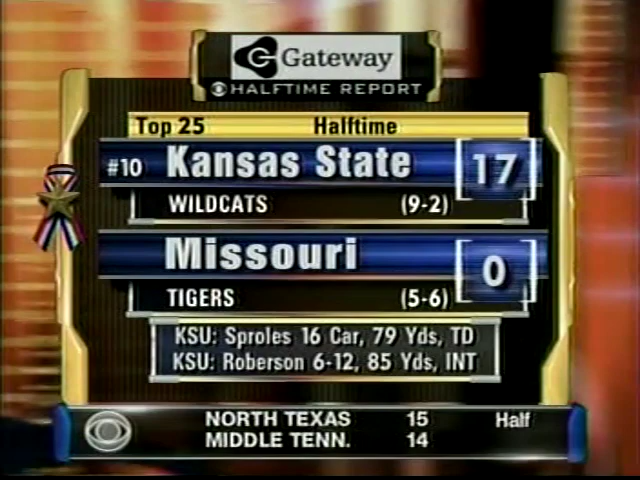 Gateway
HALFTIME REPORT
Top 25 Halftime
#10 Kansas State 17
WILDCATS (9-2)
Missouri 0
TIGERS (5-6)
KSU: Sproles 16 Car, 79 Yds, TD
KSU: Roberson 6-12, 85 Yds, INT
NORTH TEXAS 15 Half
MIDDLE TENN. 14